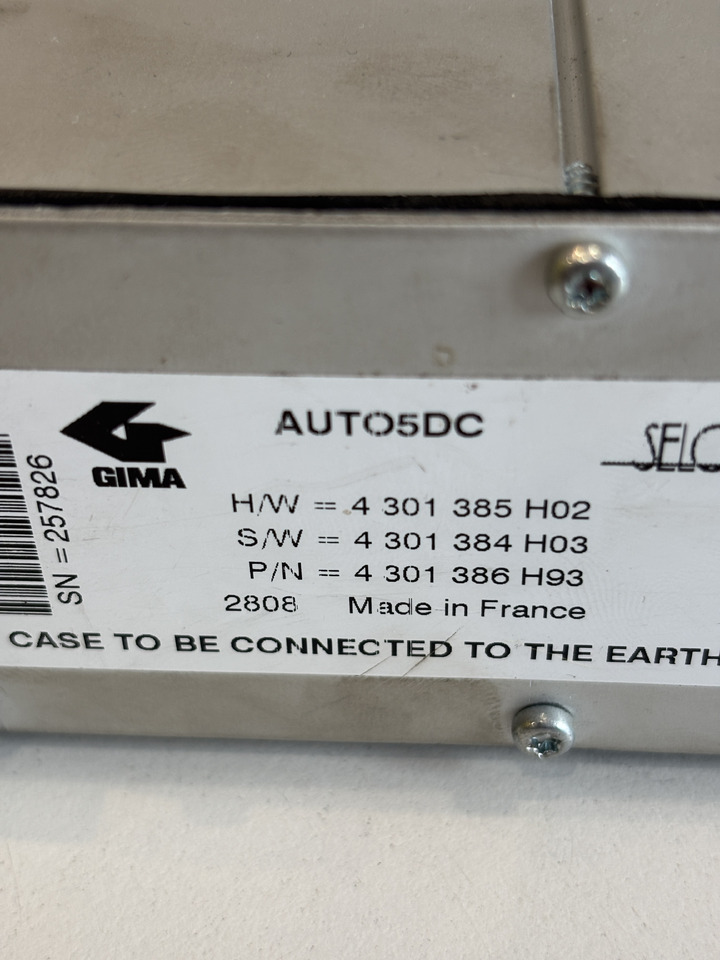 AUTO5DC
GIMA
SN = 257826
H/W = 4 301 385 H02
S/W = 4 301 384 H03
P/N = 4 301 386 H93
2808 Made in France
CASE TO BE CONNECTED TO THE EARTH